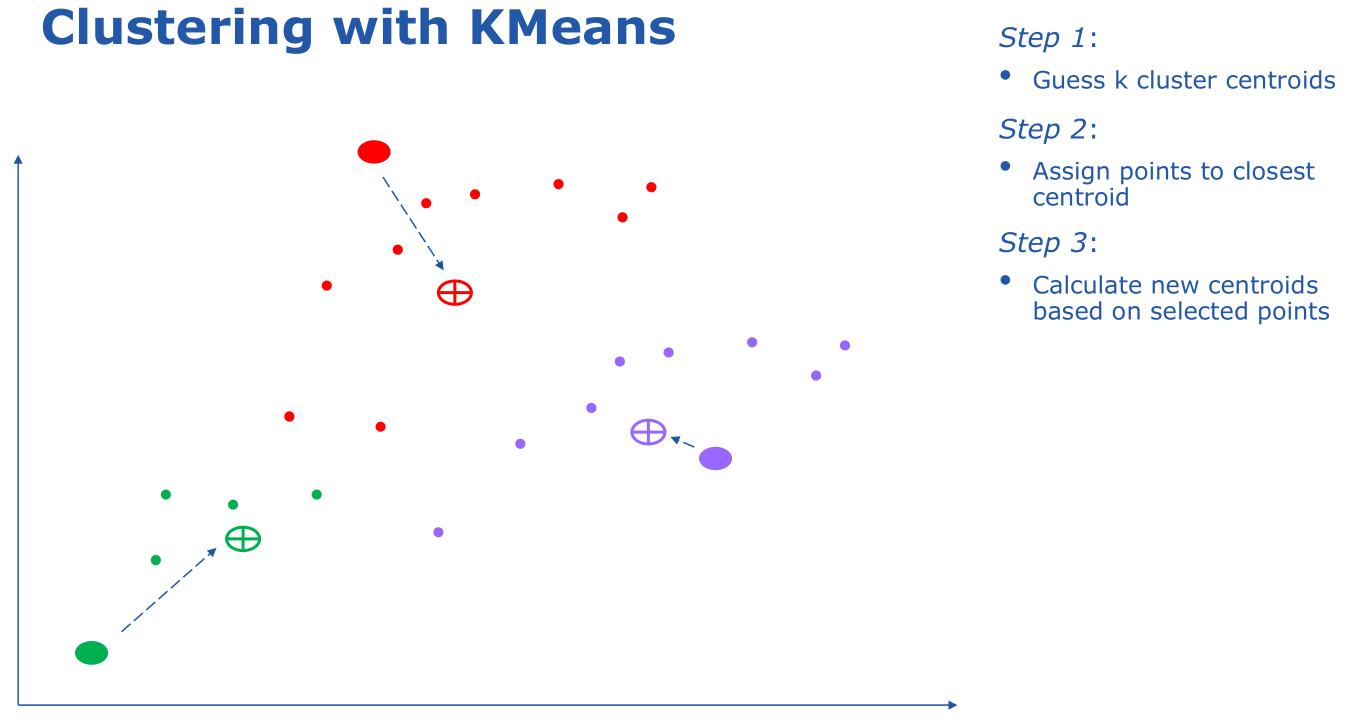 Clustering with KMeans
Step 1:
• Guess k cluster centroids
Step 2:
• Assign points to closest
centroid
Step 3:
• Calculate new centroids
based on selected points